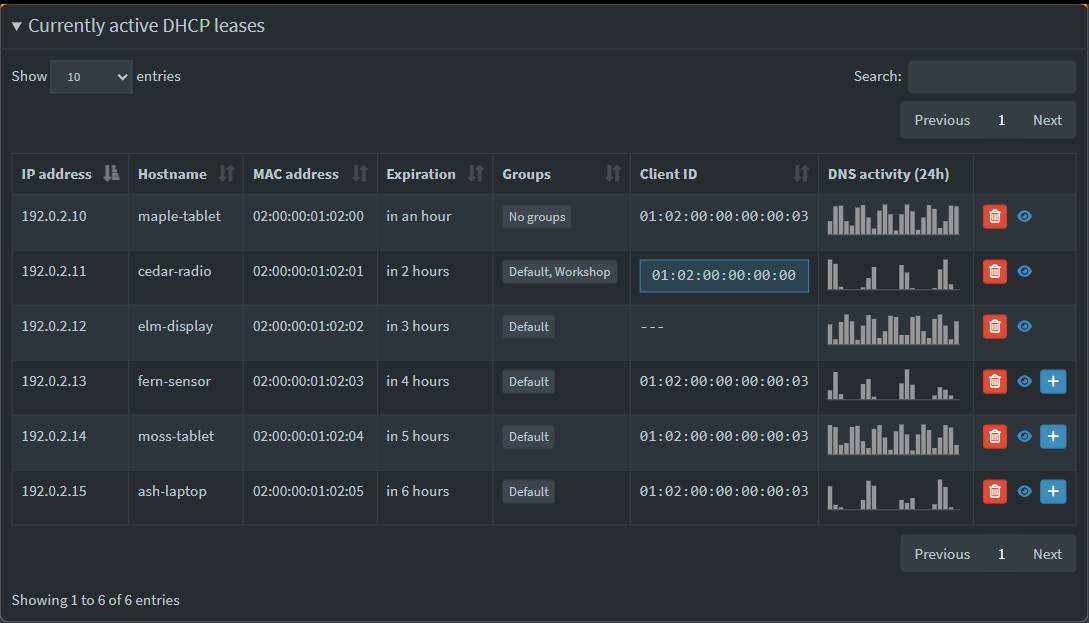 Currently active DHCP leases
Show 10 entries Search:
Previous 1 Next
IP address Hostname MAC address Expiration Groups Client ID DNS activity (24h)
192.0.2.10 maple-tablet 02:00:00:01:02:00 in an hour No groups 01:02:00:00:00:00:03
192.0.2.11 cedar-radio 02:00:00:01:02:01 in 2 hours Default, Workshop 01:02:00:00:00:00:00
192.0.2.12 elm-display 02:00:00:01:02:02 in 3 hours Default ---
192.0.2.13 fern-sensor 02:00:00:01:02:03 in 4 hours Default 01:02:00:00:00:00:03
192.0.2.14 moss-tablet 02:00:00:01:02:04 in 5 hours Default 01:02:00:00:00:00:03
192.0.2.15 ash-laptop 02:00:00:01:02:05 in 6 hours Default 01:02:00:00:00:00:03
Previous 1 Next
Showing 1 to 6 of 6 entries